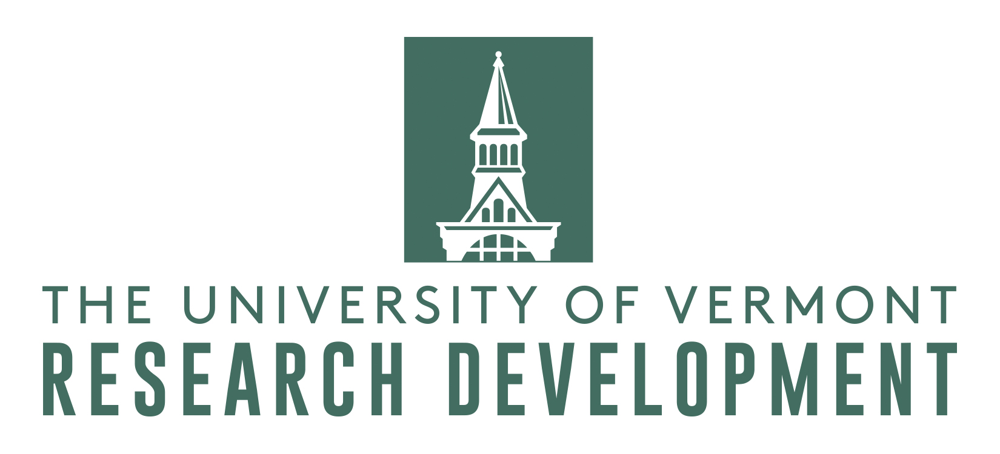 THE UNIVERSITY OF VERMONT
RESEARCH DEVELOPMENT